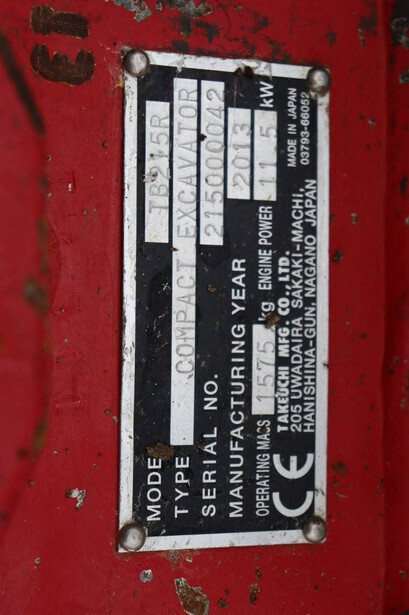 MODEL TB215R
TYPE COMPACT EXCAVATOR
SERIAL NO. 215000042
MANUFACTURING YEAR 2013
OPERATING MACS 1575 kg ENGINE POWER 11.5 kW
CE
TAKEUCHI MFG. CO., LTD.
205 UWADAIRA, SAKAKI-MACHI,
HANISHINA-GUN, NAGANO JAPAN
MADE IN JAPAN
03793-66052